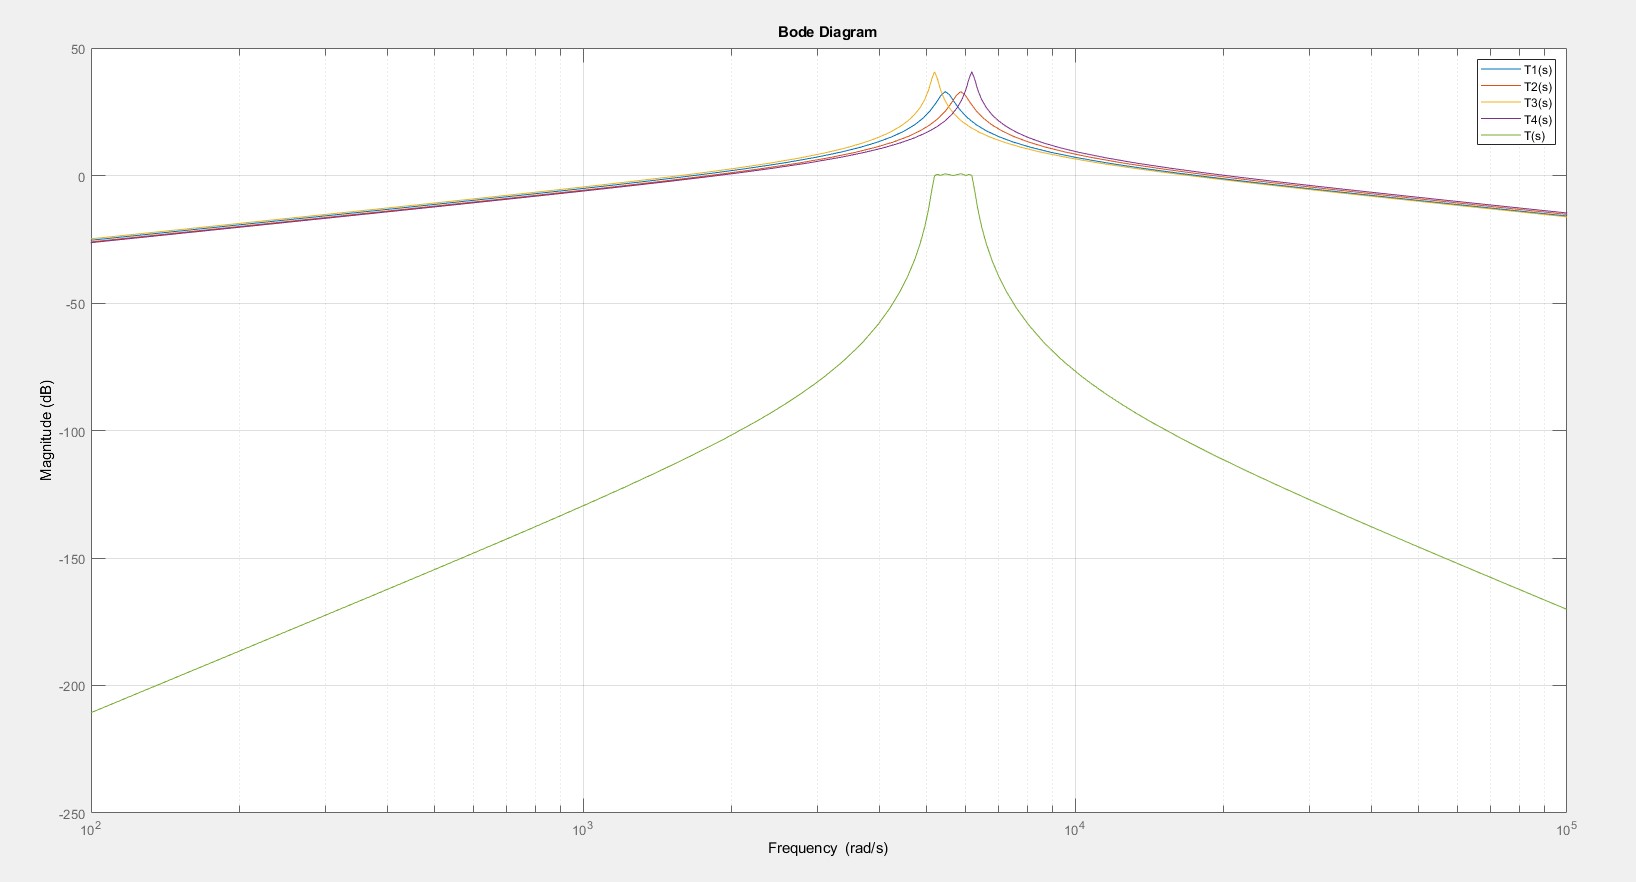 Bode Diagram
T1(s)
T2(s)
T3(s)
T4(s)
T(s)
50
0
-50
-100
-150
-200
-250
Magnitude (dB)
10^2
10^3
10^4
10^5
Frequency (rad/s)